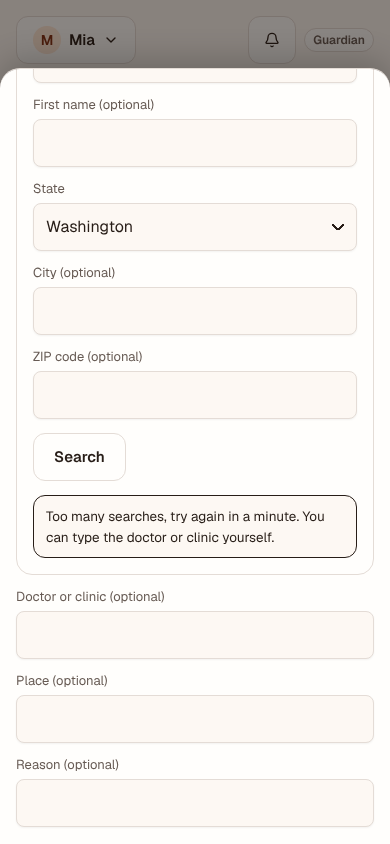 M Mia Guardian
First name (optional)
State
Washington
City (optional)
ZIP code (optional)
Search
Too many searches, try again in a minute. You
can type the doctor or clinic yourself.
Doctor or clinic (optional)
Place (optional)
Reason (optional)